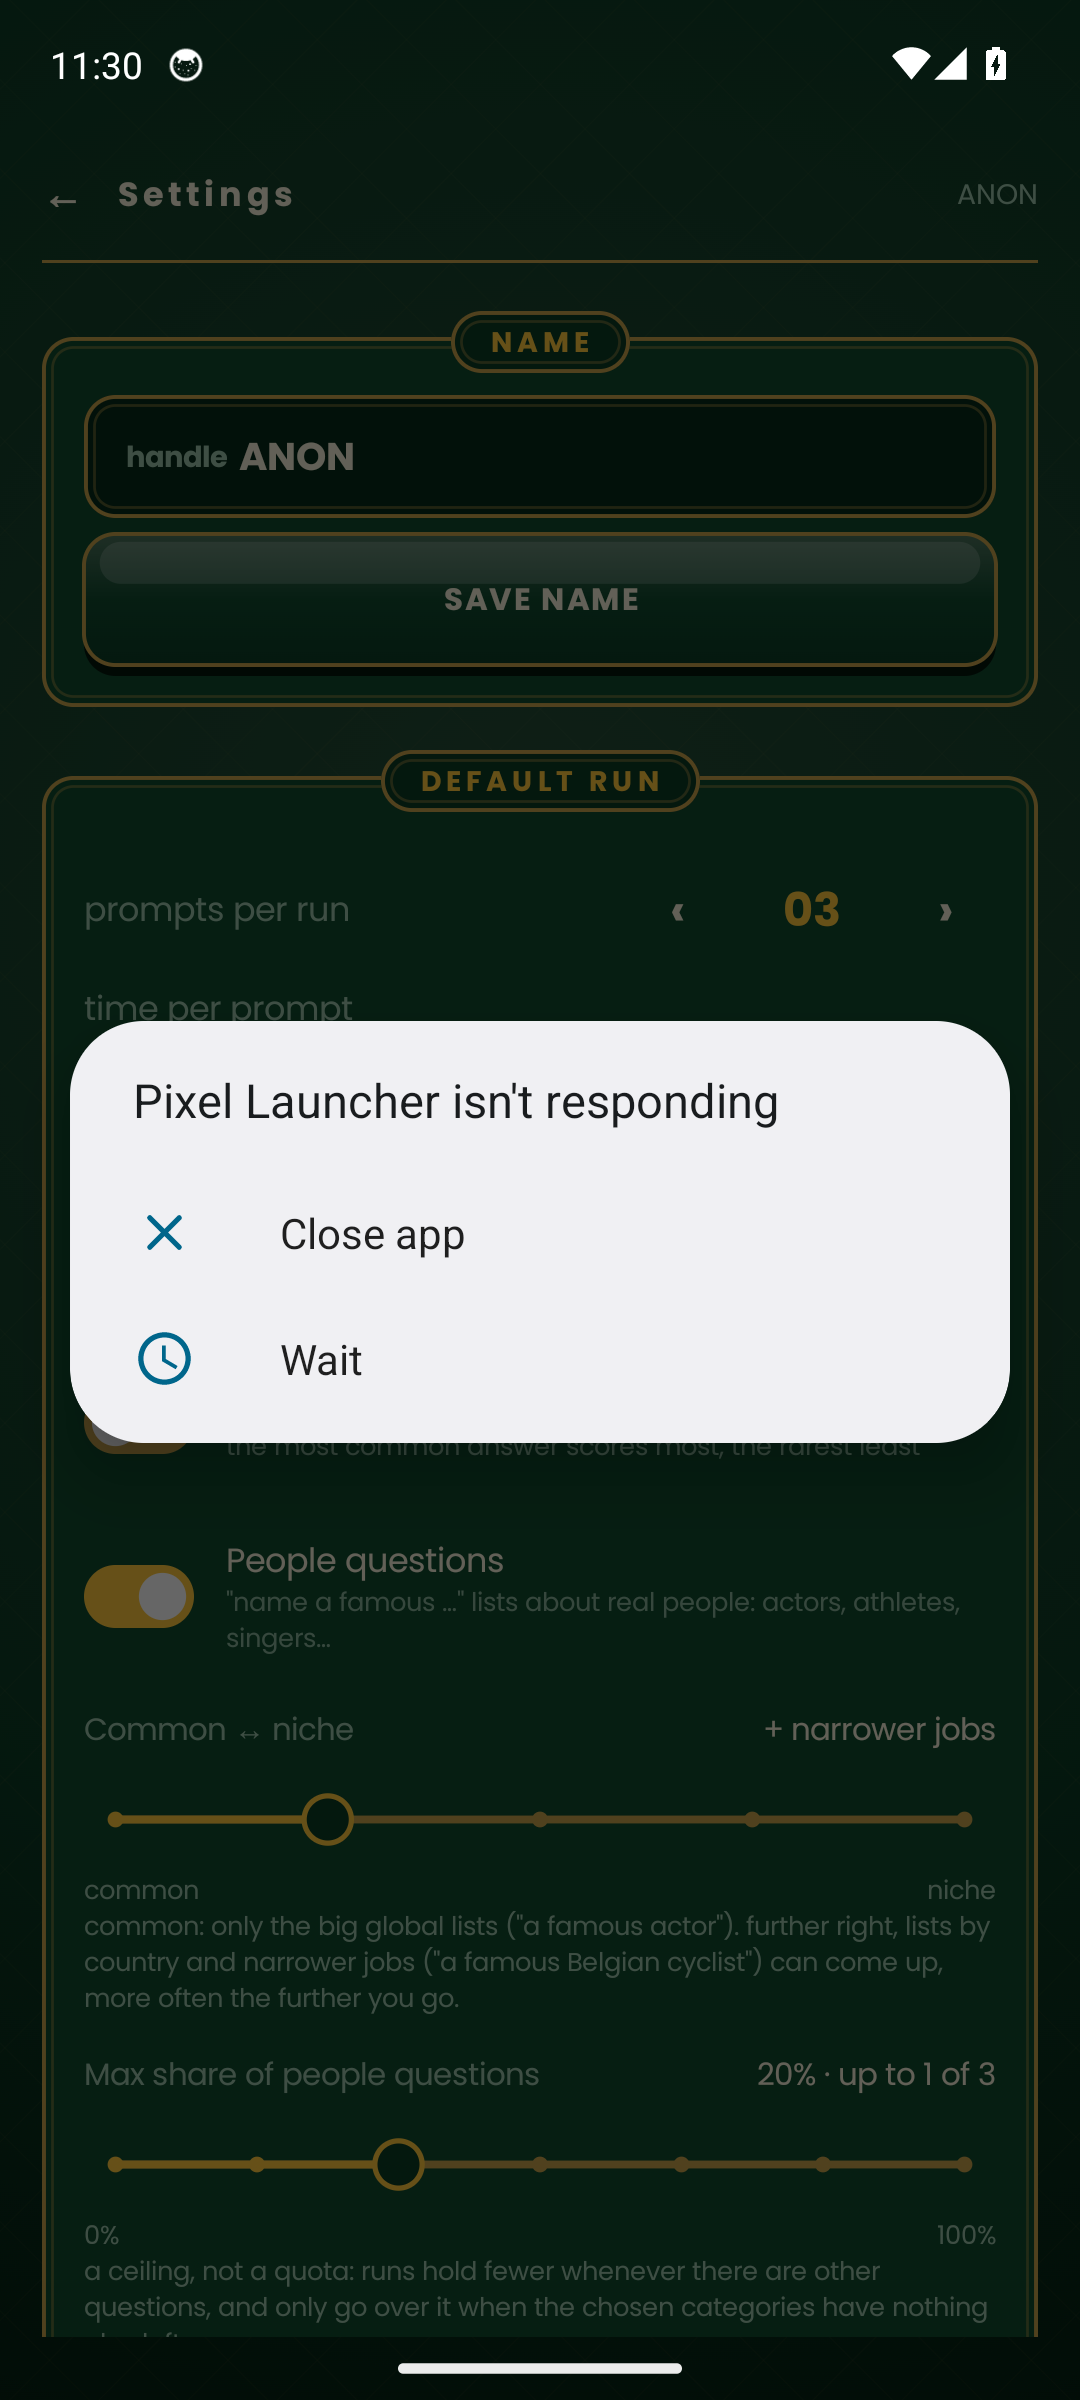 11:30
← Settings ANON
NAME
handle ANON
SAVE NAME
DEFAULT RUN
prompts per run ‹ 03 ›
time per prompt
Pixel Launcher isn't responding
Close app
Wait
the most common answer scores most, the rarest least
People questions
"name a famous ..." lists about real people: actors, athletes,
singers...
Common ↔ niche + narrower jobs
common niche
common: only the big global lists ("a famous actor"). further right, lists by
country and narrower jobs ("a famous Belgian cyclist") can come up,
more often the further you go.
Max share of people questions 20% · up to 1 of 3
0% 100%
a ceiling, not a quota: runs hold fewer whenever there are other
questions, and only go over it when the chosen categories have nothing